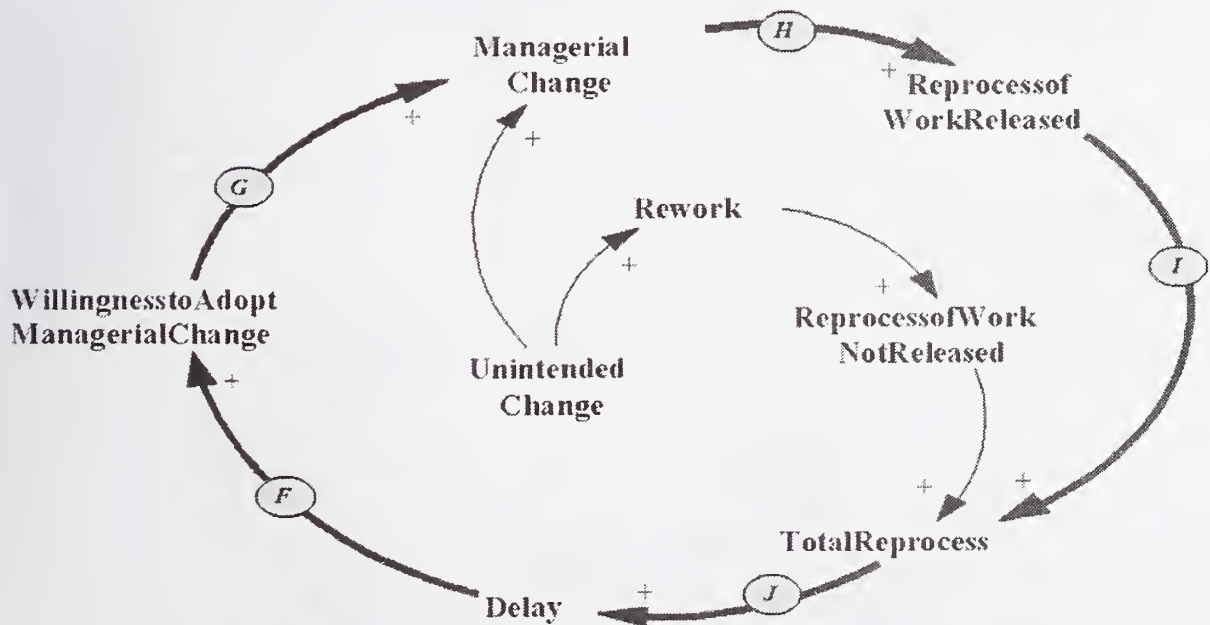 H
Managerial
Change
+
Reprocessof
WorkReleased
+
+
G
Rework
+
I
+
WillingnesstoAdopt
ManagerialChange
ReprocessofWork
NotReleased
Unintended
Change
+
F
+
+
TotalReprocess
+
J
Delay